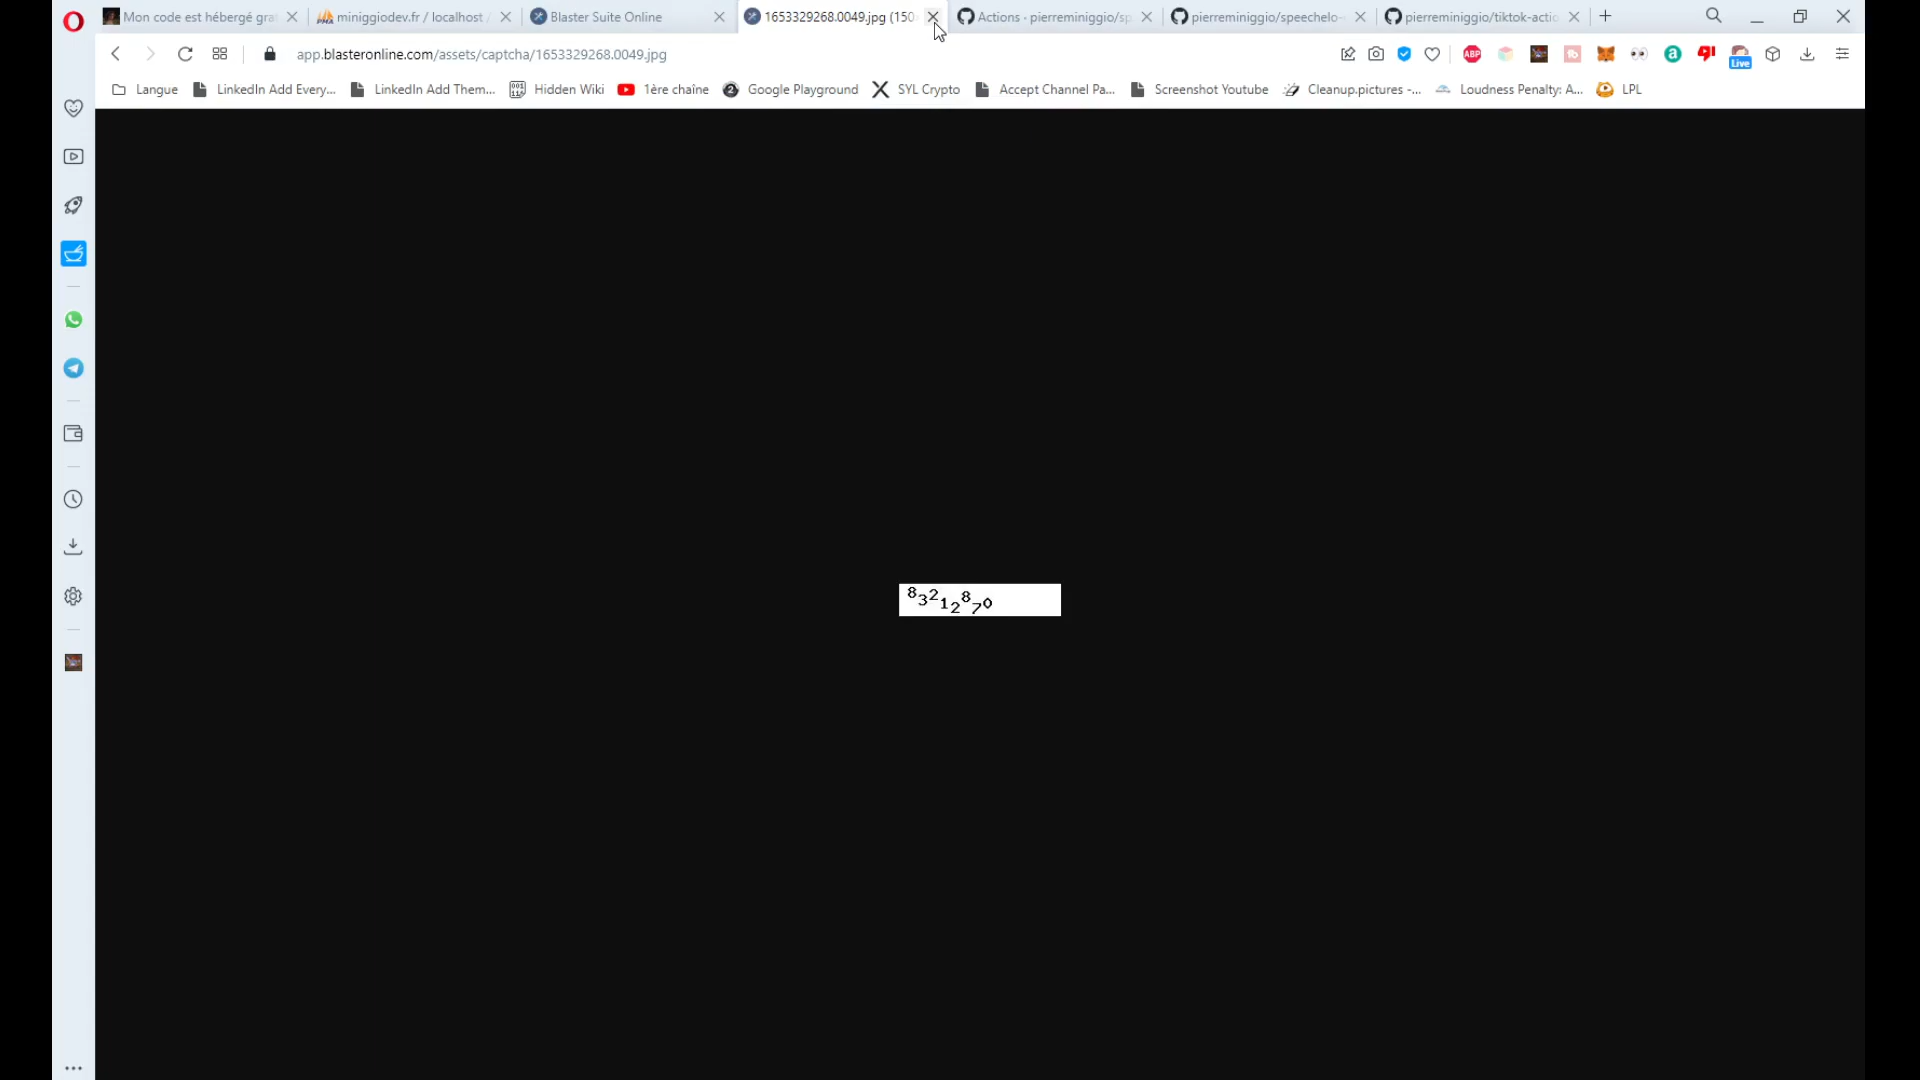 Mon code est hébergé gra
miniggiodev.fr / localhost /
Blaster Suite Online
1653329268.0049.jpg (150
Actions · pierreminiggio/sp
pierreminiggio/speechelo-
pierreminiggio/tiktok-actio
app.blasteronline.com/assets/captcha/1653329268.0049.jpg
ABP
a
Live
Langue
LinkedIn Add Every...
LinkedIn Add Them...
Hidden Wiki
1ère chaîne
Google Playground
SYL Crypto
Accept Channel Pa...
Screenshot Youtube
Cleanup.pictures -...
Loudness Penalty: A...
LPL
83212870